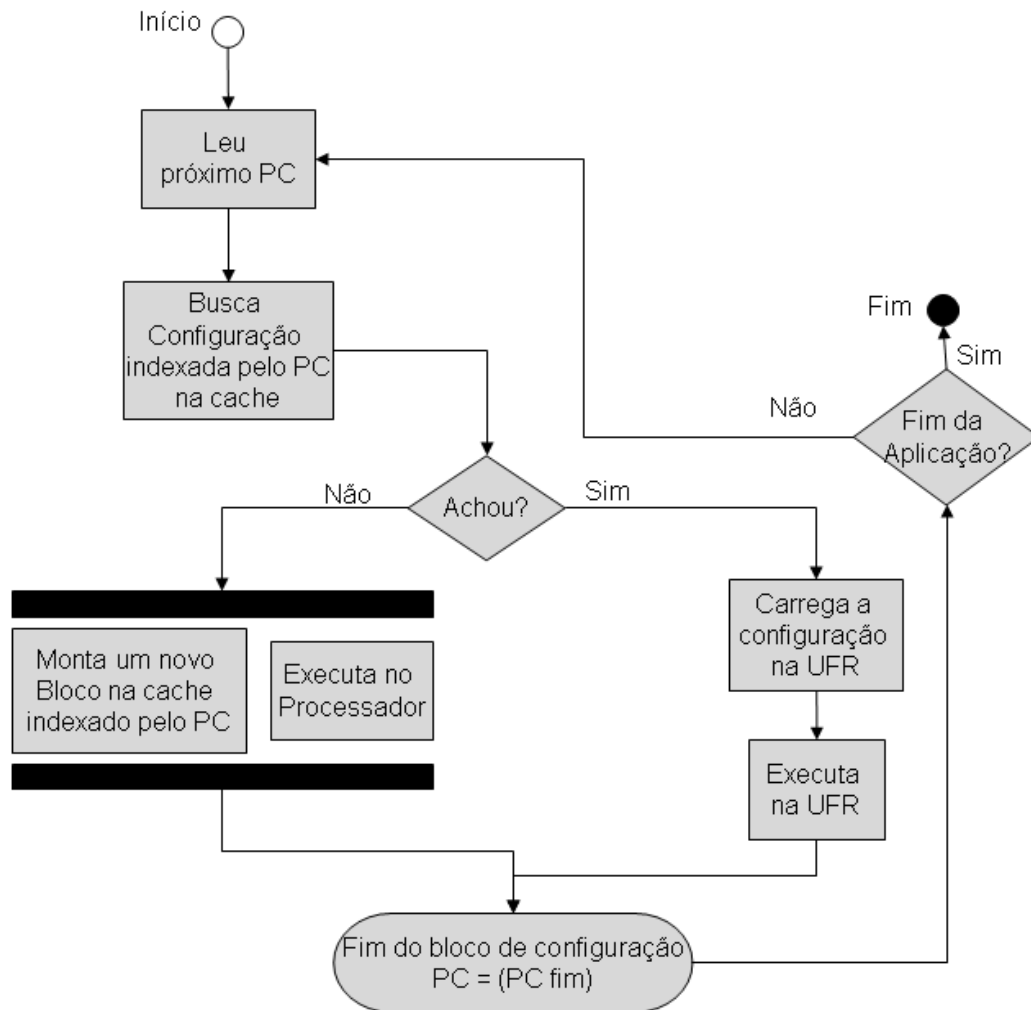 Início
Leu
próximo PC
Busca
Configuração
indexada pelo PC
na cache
Fim
Sim
Não
Fim da
Aplicação?
Não
Achou?
Sim
Monta um novo
Bloco na cache
indexado pelo PC
Executa no
Processador
Carrega a
configuração
na UFR
Executa
na UFR
Fim do bloco de configuração
PC = (PC fim)